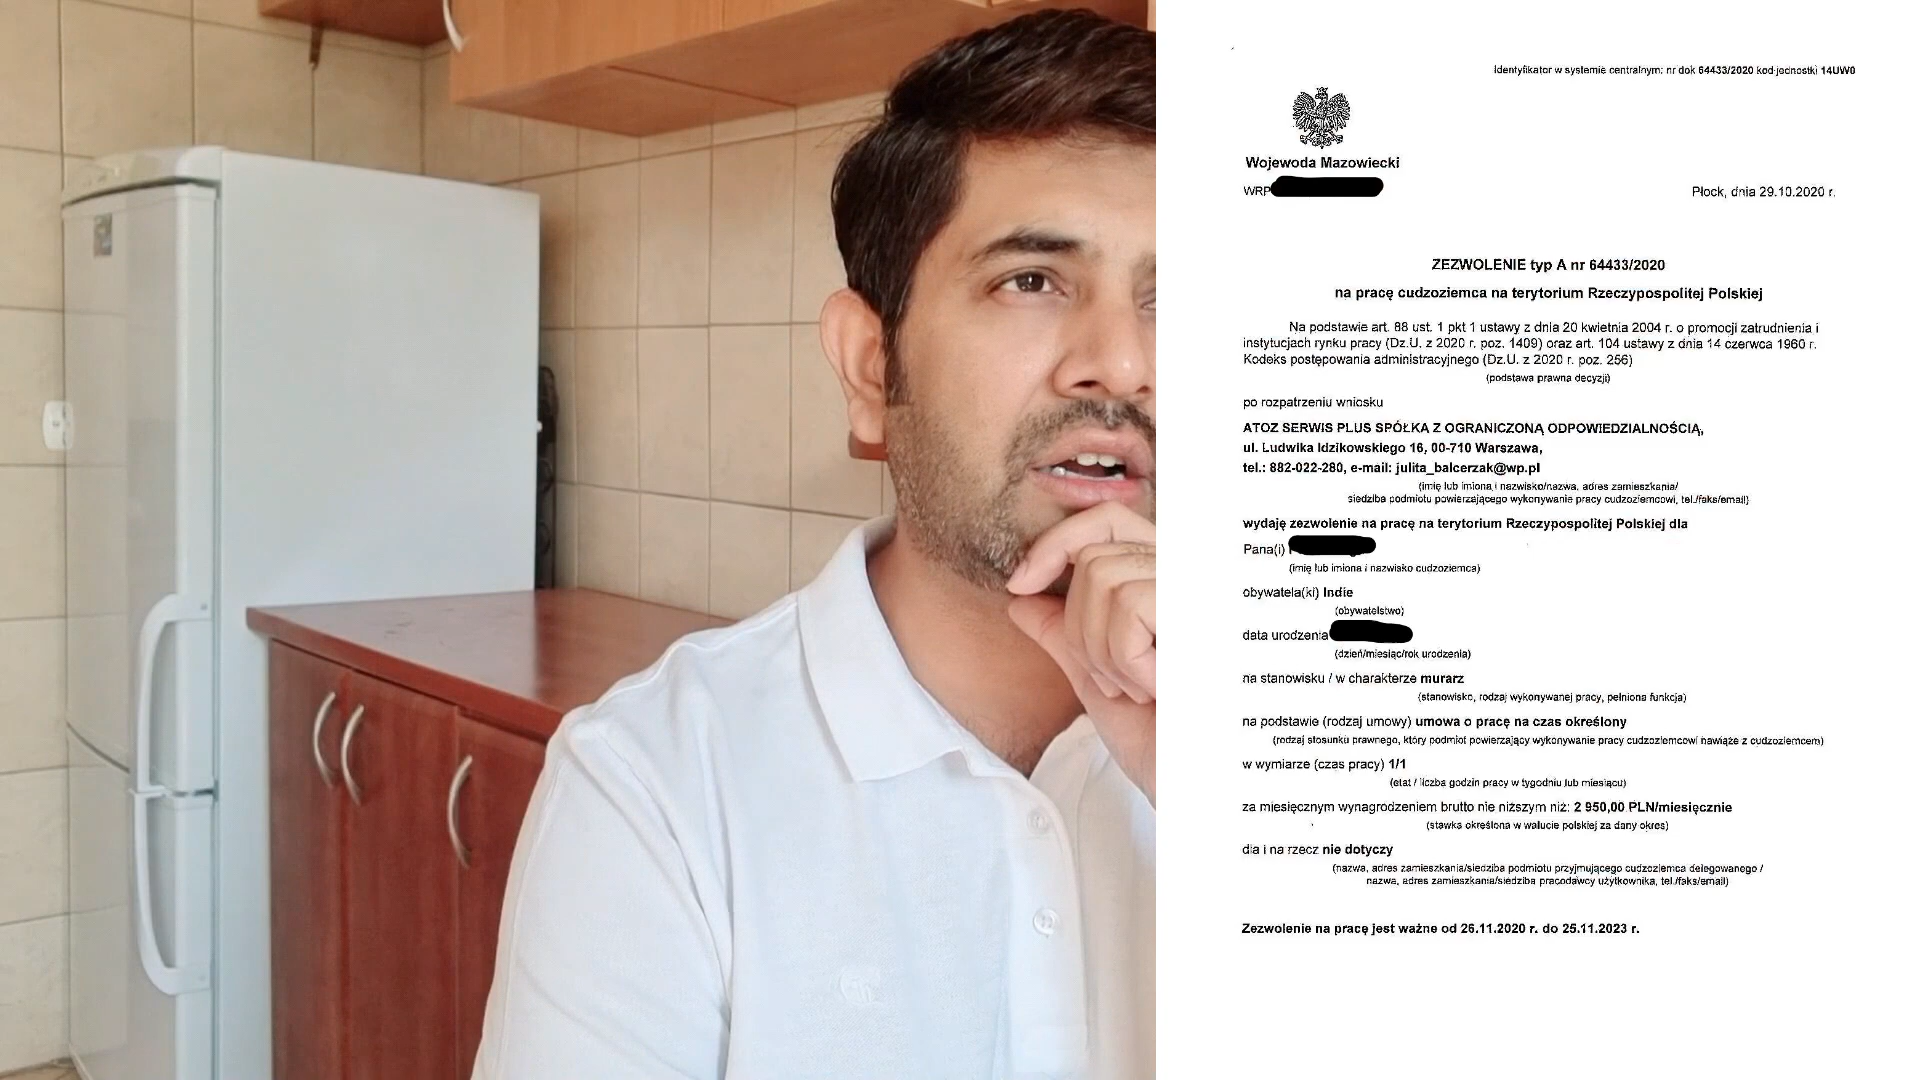 Identyfikator w systemie centralnym: nr dok 64433/2020 kod jednostki 14UW0
Wojewoda Mazowiecki
WRP
Płock, dnia 29.10.2020 r.
ZEZWOLENIE typ A nr 64433/2020
na pracę cudzoziemca na terytorium Rzeczypospolitej Polskiej
Na podstawie art. 88 ust. 1 pkt 1 ustawy z dnia 20 kwietnia 2004 r. o promocji zatrudnienia i
instytucjach rynku pracy (Dz.U. z 2020 r. poz. 1409) oraz art. 104 ustawy z dnia 14 czerwca 1960 r.
Kodeks postępowania administracyjnego (Dz.U. z 2020 r. poz. 256)
(podstawa prawna decyzji)
po rozpatrzeniu wniosku
ATOZ SERWIS PLUS SPÓŁKA Z OGRANICZONĄ ODPOWIEDZIALNOŚCIĄ,
ul. Ludwika Idzikowskiego 16, 00-710 Warszawa,
tel.: 882-022-280, e-mail: julita_balcerzak@wp.pl
(imię lub imiona i nazwisko/nazwa, adres zamieszkania/
siedziba podmiotu powierzającego wykonywanie pracy cudzoziemcowi, tel./faks/email)
wydaję zezwolenie na pracę na terytorium Rzeczypospolitej Polskiej dla
Pana(i)
(imię lub imiona i nazwisko cudzoziemca)
obywatela(ki) Indie
(obywatelstwo)
data urodzenia
(dzień/miesiąc/rok urodzenia)
na stanowisku / w charakterze murarz
(stanowisko, rodzaj wykonywanej pracy, pełniona funkcja)
na podstawie (rodzaj umowy) umowa o pracę na czas określony
(rodzaj stosunku prawnego, który podmiot powierzający wykonywanie pracy cudzoziemcowi nawiąże z cudzoziemcem)
w wymiarze (czas pracy) 1/1
(etat / liczba godzin pracy w tygodniu lub miesiącu)
za miesięcznym wynagrodzeniem brutto nie niższym niż: 2 950,00 PLN/miesięcznie
(stawka określona w walucie polskiej za dany okres)
dla i na rzecz nie dotyczy
(nazwa, adres zamieszkania/siedziba podmiotu przyjmującego cudzoziemca delegowanego /
nazwa, adres zamieszkania/siedziba pracodawcy użytkownika, tel./faks/email)
Zezwolenie na pracę jest ważne od 26.11.2020 r. do 25.11.2023 r.